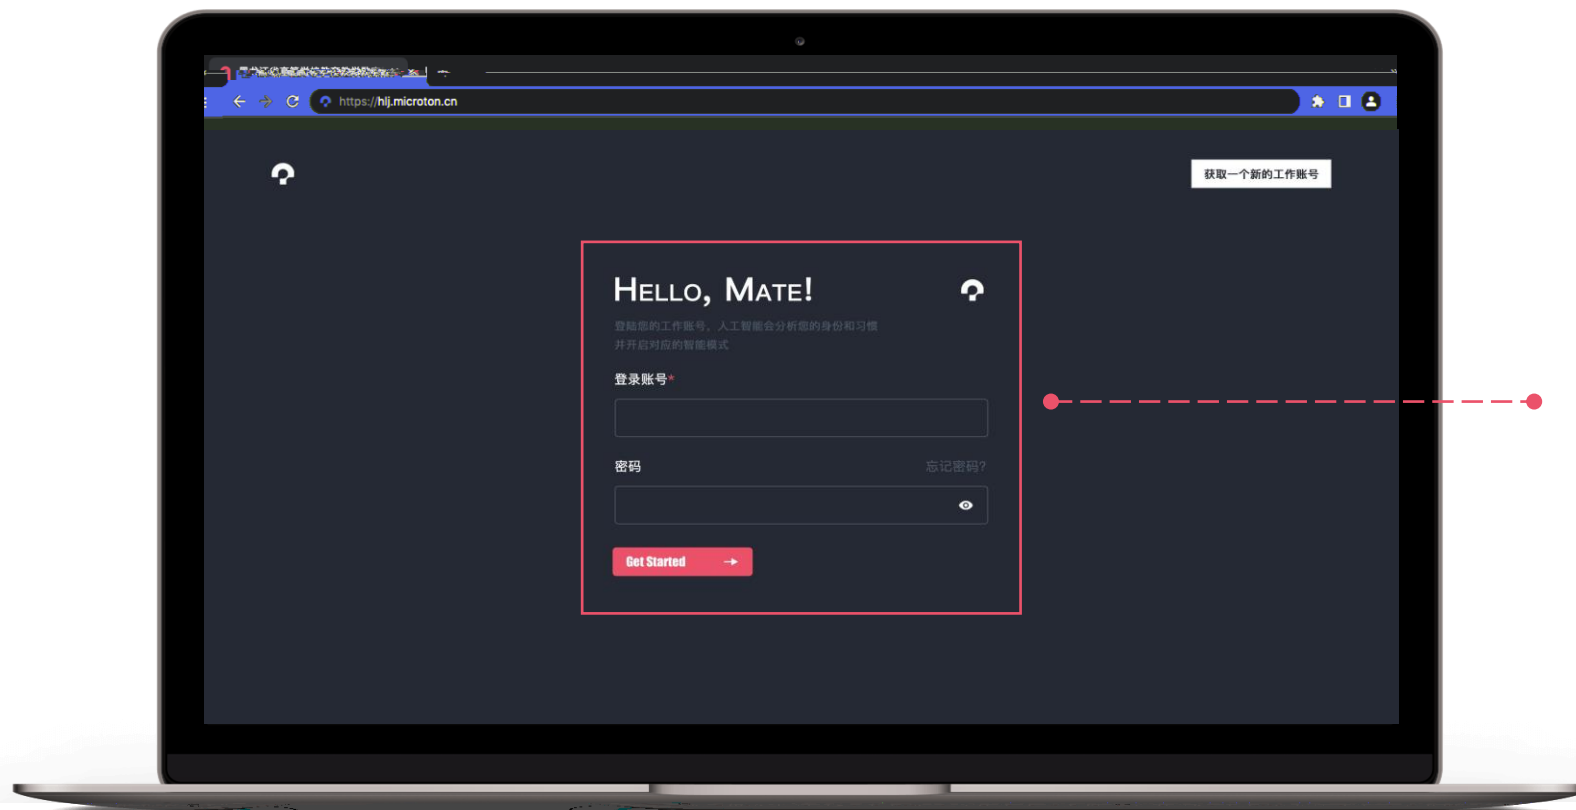 https://hlj.microton.cn
获取一个新的工作账号
HELLO, MATE!
登陆您的工作账号，人工智能会分析您的身份和习惯
并开启对应的智能模式
登录账号*
密码
忘记密码?
Get Started